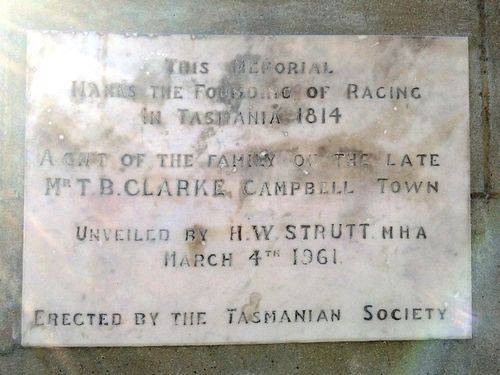 THIS MEMORIAL
MARKS THE FOUNDING OF RACING
IN TASMANIA 1814
A GIFT OF THE FAMILY OF THE LATE
MR T. B. CLARKE, CAMPBELL TOWN
UNVEILED BY H. W. STRUTT. M H A
MARCH 4TH 1961
ERECTED BY THE TASMANIAN SOCIETY